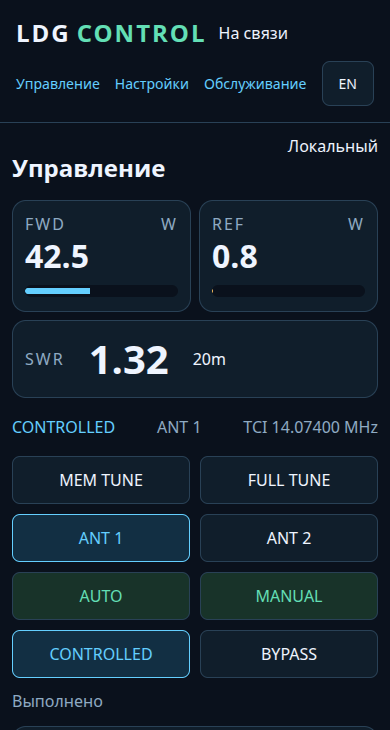 LDG CONTROL На связи
Управление Настройки Обслуживание EN
Локальный
Управление
FWD W REF W
42.5 0.8
SWR 1.32 20m
CONTROLLED ANT 1 TCI 14.07400 MHz
MEM TUNE FULL TUNE
ANT 1 ANT 2
AUTO MANUAL
CONTROLLED BYPASS
Выполнено